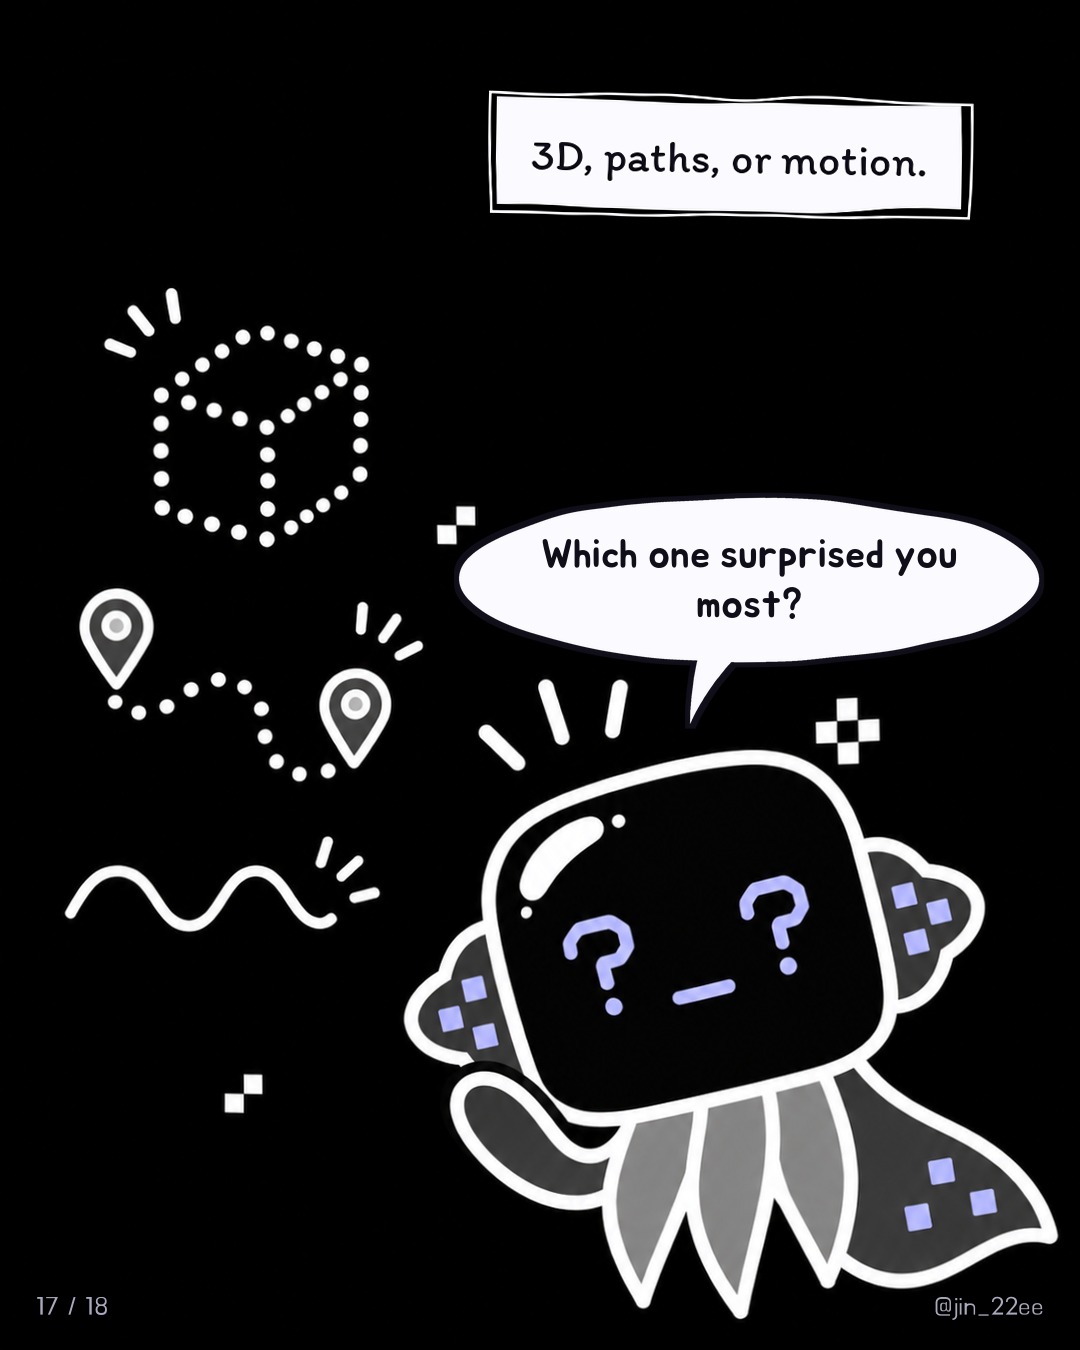 3D, paths, or motion.
Which one surprised you
most?
17 / 18
@jin_22ee